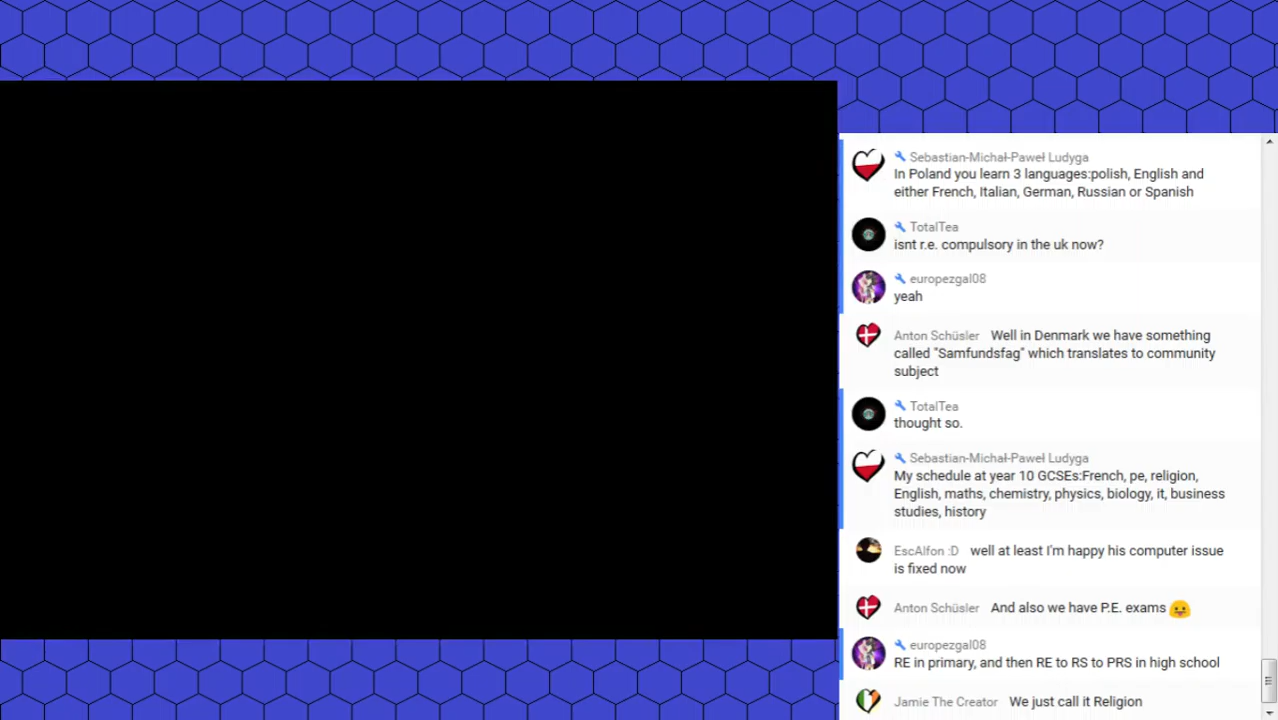 Sebastian-Michał-Paweł Ludyga
In Poland you learn 3 languages:polish, English and
either French, Italian, German, Russian or Spanish
TotalTea
isnt r.e. compulsory in the uk now?
europezgal08
yeah
Anton Schüsler Well in Denmark we have something
called "Samfundsfag" which translates to community
subject
TotalTea
thought so.
Sebastian-Michał-Paweł Ludyga
My schedule at year 10 GCSEs:French, pe, religion,
English, maths, chemistry, physics, biology, it, business
studies, history
EscAlfon :D well at least I'm happy his computer issue
is fixed now
Anton Schüsler And also we have P.E. exams 😛
europezgal08
RE in primary, and then RE to RS to PRS in high school
Jamie The Creator We just call it Religion